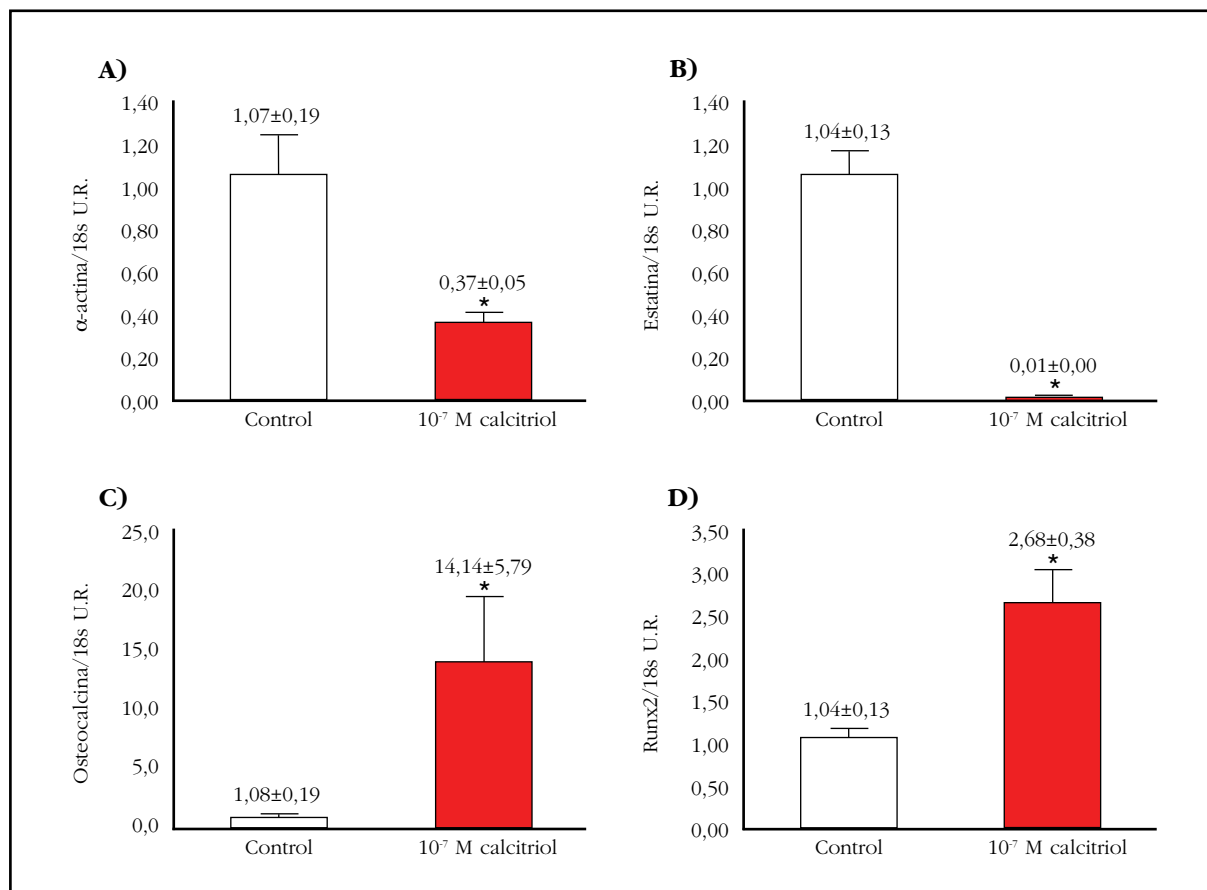 A)
α-actina/18s U.R.
1,40
1,20
1,00
0,80
0,60
0,40
0,20
0,00
1,07±0,19
0,37±0,05
*
Control
10⁻⁷ M calcitriol
B)
Estatina/18s U.R.
1,40
1,20
1,00
0,80
0,60
0,40
0,20
0,00
1,04±0,13
0,01±0,00
*
Control
10⁻⁷ M calcitriol
C)
Osteocalcina/18s U.R.
25,0
20,0
15,0
10,0
5,0
0,0
1,08±0,19
14,14±5,79
*
Control
10⁻⁷ M calcitriol
D)
Runx2/18s U.R.
3,50
3,00
2,50
2,00
1,50
1,00
0,50
0,00
1,04±0,13
2,68±0,38
*
Control
10⁻⁷ M calcitriol